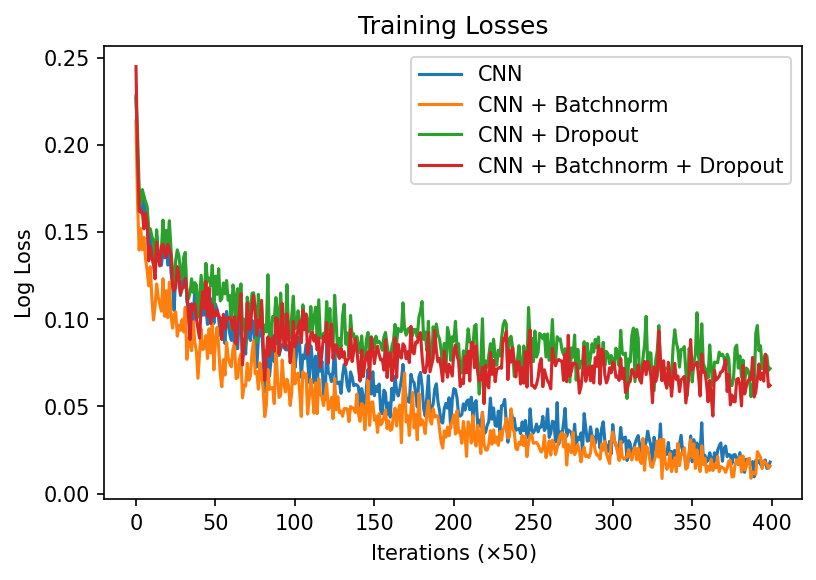 Training Losses
CNN
CNN + Batchnorm
CNN + Dropout
CNN + Batchnorm + Dropout
Log Loss
0.25
0.20
0.15
0.10
0.05
0.00
0 50 100 150 200 250 300 350 400
Iterations (×50)